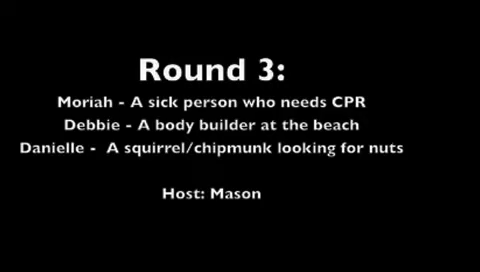 Round 3:
Moriah - A sick person who needs CPR
Debbie - A body builder at the beach
Danielle -  A squirrel/chipmunk looking for nuts
Host: Mason